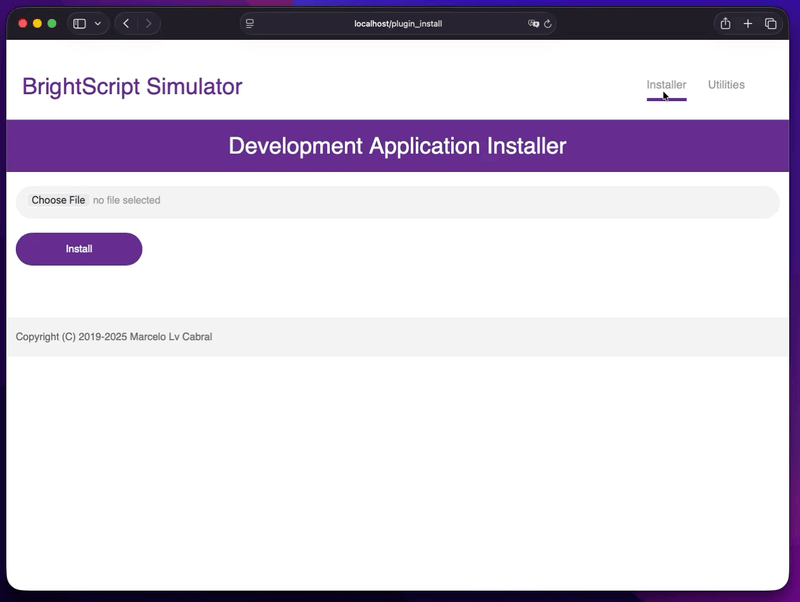 localhost/plugin_install
BrightScript Simulator
Installer
Utilities
Development Application Installer
Choose File no file selected
Install
Copyright (C) 2019-2025 Marcelo Lv Cabral